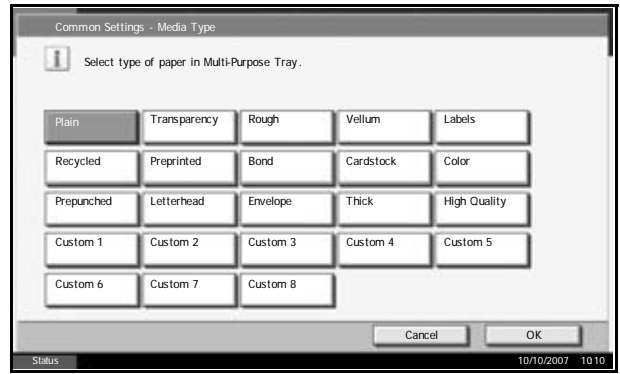 Common Settings - Media Type
Select type of paper in Multi-Purpose Tray.
Plain Transparency Rough Vellum Labels
Recycled Preprinted Bond Cardstock Color
Prepunched Letterhead Envelope Thick High Quality
Custom 1 Custom 2 Custom 3 Custom 4 Custom 5
Custom 6 Custom 7 Custom 8
Cancel OK
Status 10/10/2007 10:10